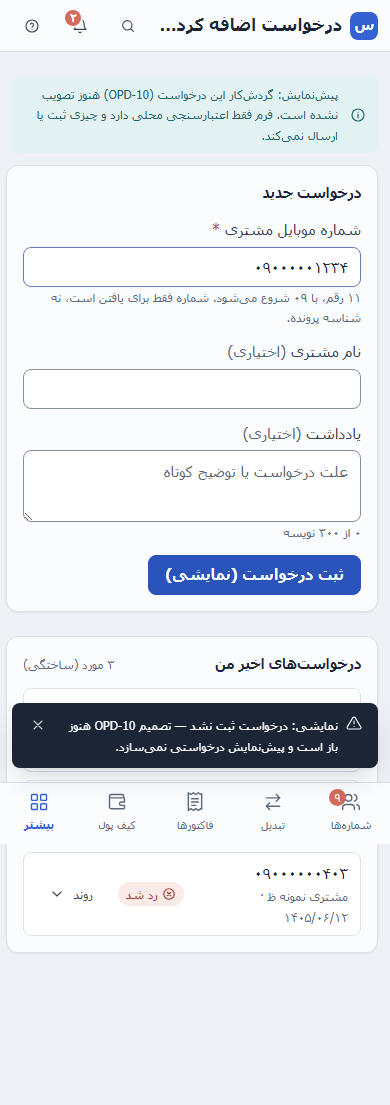 س
درخواست اضافه کرد...
۲
پیش‌نمایش: گردش‌کار این درخواست (OPD-10) هنوز تصویب
نشده است. فرم فقط اعتبارسنجی محلی دارد و چیزی ثبت یا
ارسال نمی‌کند.
درخواست جدید
شماره موبایل مشتری *
۰۹۰۰۰۰۰۱۲۳۴
۱۱ رقم، با ۰۹ شروع می‌شود. شماره فقط برای یافتن است، نه
شناسه پرونده.
نام مشتری (اختیاری)
یادداشت (اختیاری)
علت درخواست یا توضیح کوتاه
۰ از ۳۰۰ نویسه
ثبت درخواست (نمایشی)
درخواست‌های اخیر من
۳ مورد (ساختگی)
نمایشی: درخواست ثبت نشد — تصمیم OPD-10 هنوز
باز است و پیش‌نمایش درخواستی نمی‌سازد.
۹
شماره‌ها
تبدیل
فاکتورها
کیف پول
بیشتر
۰۹۰۰۰۰۰۰۴۰۳
مشتری نمونه ظ ·
۱۴۰۵/۰۶/۱۲
رد شد
روند